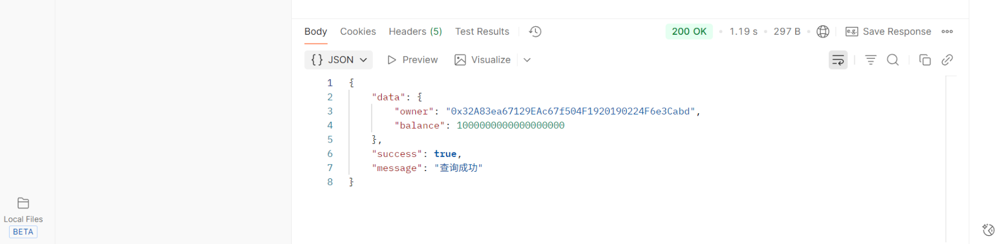 Body Cookies Headers (5) Test Results 200 OK 1.19 s 297 B e.g. Save Response
{} JSON Preview Visualize
1 {
2 "data": {
3 "owner": "0x32A83ea67129EAc67f504F1920190224F6e3Cabd",
4 "balance": 1000000000000000000
5 },
6 "success": true,
7 "message": "查询成功"
8 }
Local Files
BETA